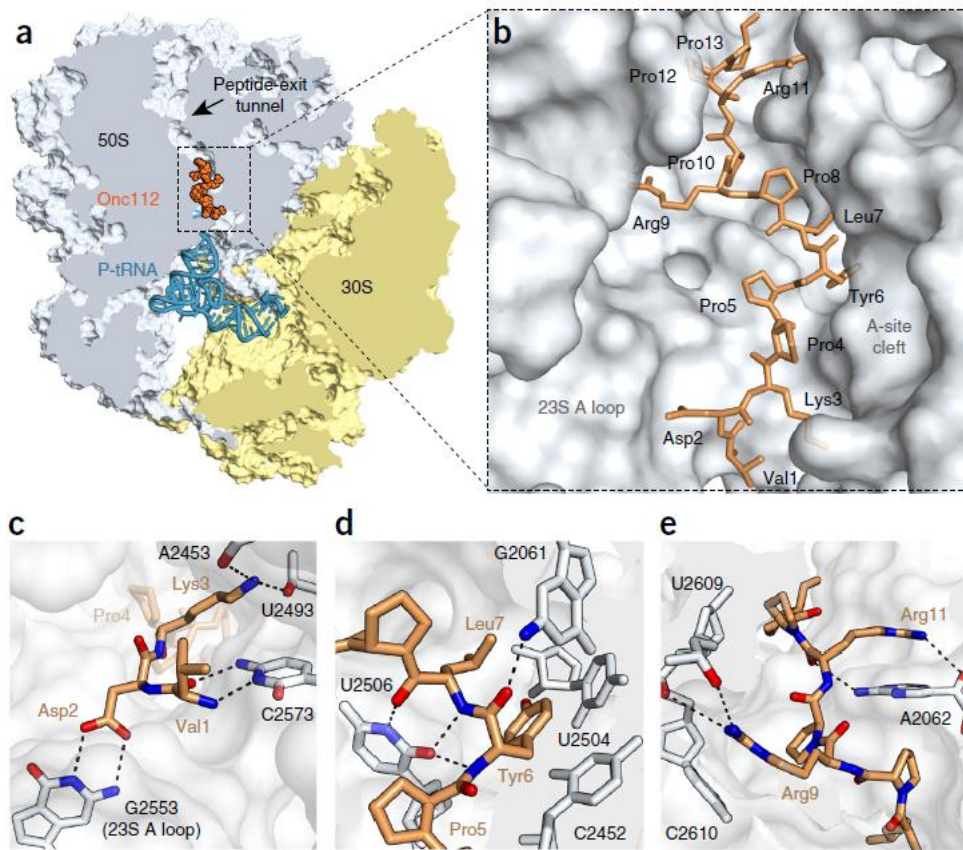 a
Peptide-exit
tunnel
50S
Onc112
P-tRNA
30S
b
Pro13
Pro12
Arg11
Pro10
Pro8
Arg9
Leu7
Pro5
Tyr6
A-site
cleft
Pro4
23S A loop
Lys3
Asp2
Val1
c
A2453
Lys3
U2493
Pro4
C2573
Asp2
Val1
G2553
(23S A loop)
d
G2061
Leu7
U2506
U2504
Tyr6
Pro5
C2452
e
U2609
Arg11
A2062
Arg9
C2610